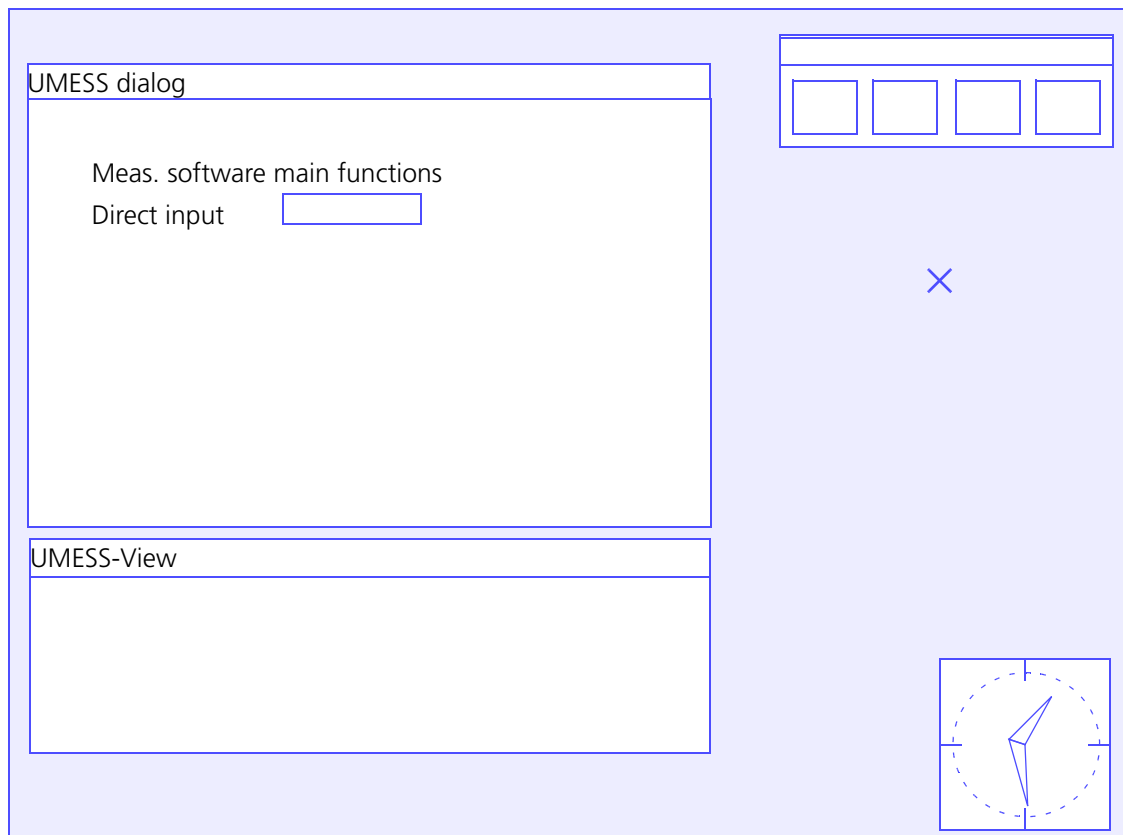 UMESS dialog
Meas. software main functions
Direct input
UMESS-View